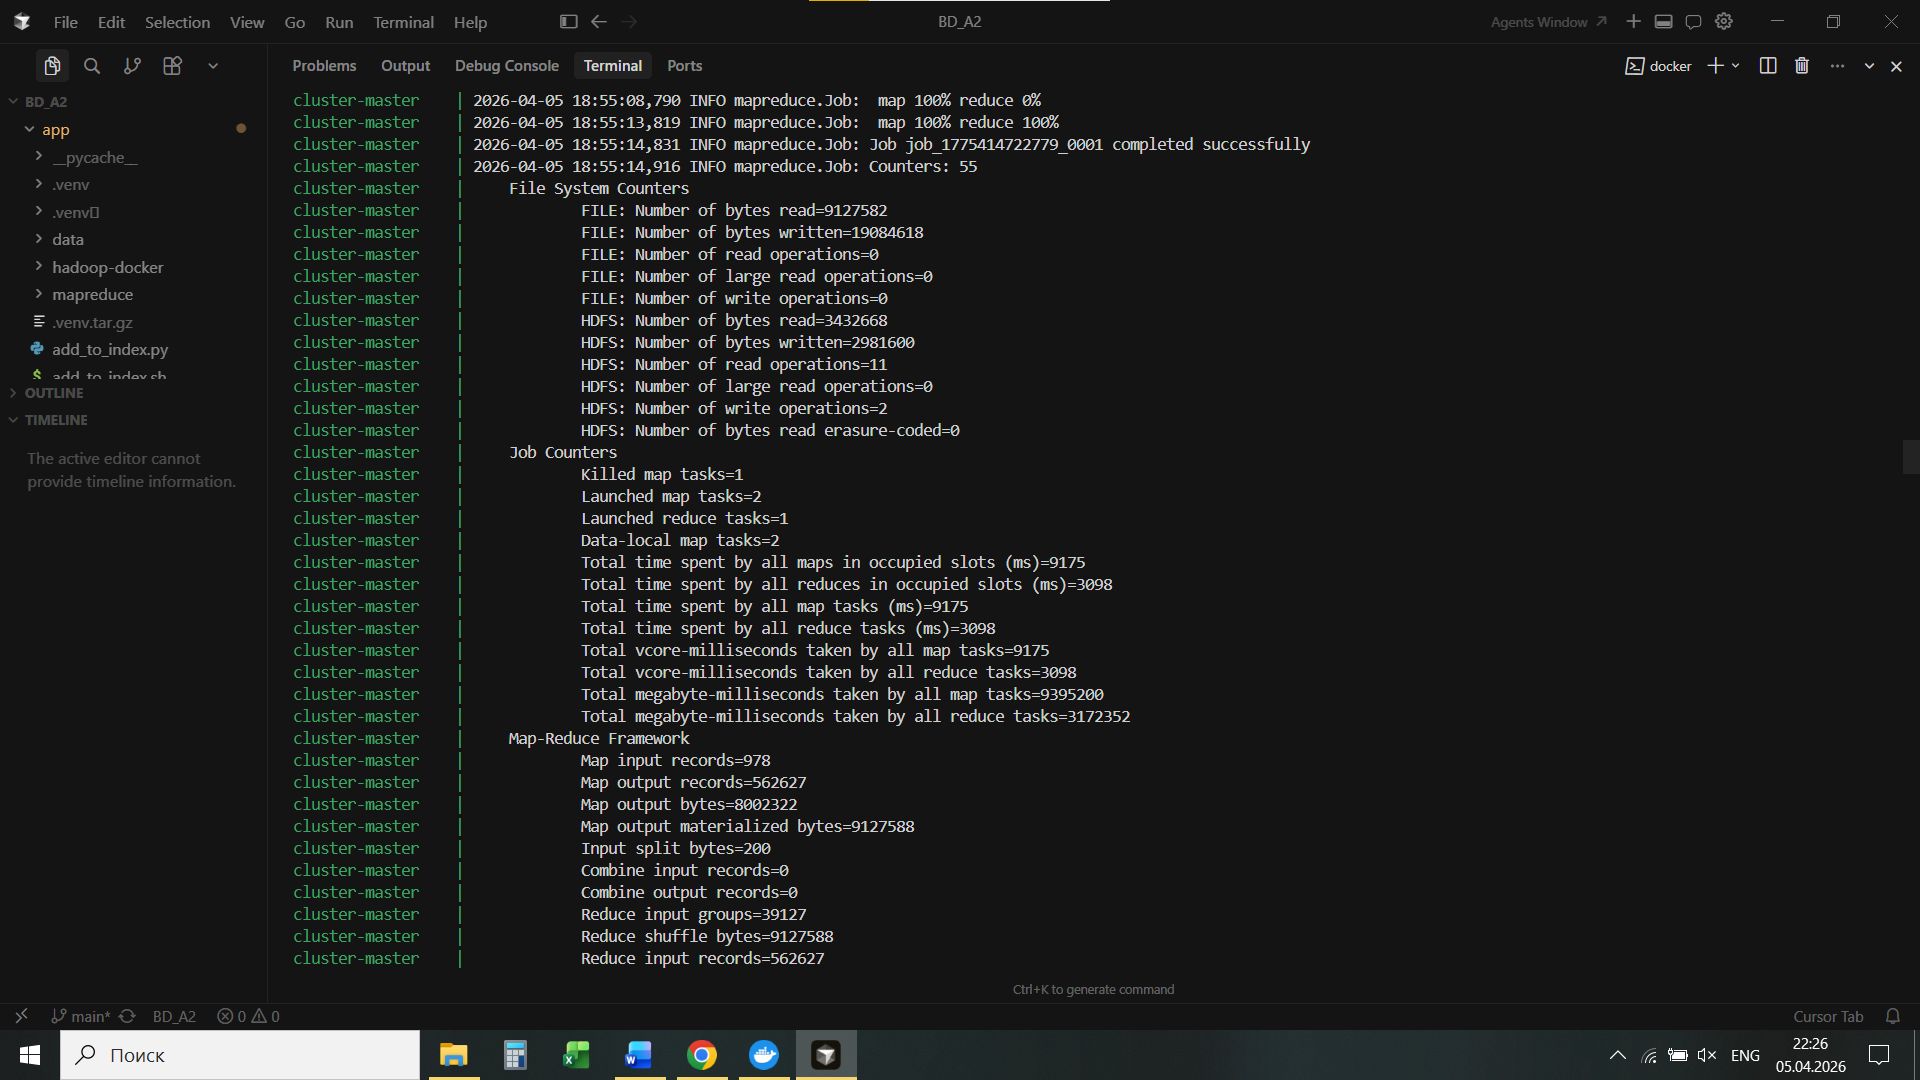 File Edit Selection View Go Run Terminal Help
BD_A2
Agents Window
Problems Output Debug Console Terminal Ports
docker
BD_A2
app
__pycache__
.venv
.venv
data
hadoop-docker
mapreduce
.venv.tar.gz
add_to_index.py
add_to_index.sh
OUTLINE
TIMELINE
The active editor cannot
provide timeline information.
cluster-master | 2026-04-05 18:55:08,790 INFO mapreduce.Job:  map 100% reduce 0%
cluster-master | 2026-04-05 18:55:13,819 INFO mapreduce.Job:  map 100% reduce 100%
cluster-master | 2026-04-05 18:55:14,831 INFO mapreduce.Job: Job job_1775414722779_0001 completed successfully
cluster-master | 2026-04-05 18:55:14,916 INFO mapreduce.Job: Counters: 55
cluster-master | File System Counters
cluster-master | FILE: Number of bytes read=9127582
cluster-master | FILE: Number of bytes written=19084618
cluster-master | FILE: Number of read operations=0
cluster-master | FILE: Number of large read operations=0
cluster-master | FILE: Number of write operations=0
cluster-master | HDFS: Number of bytes read=3432668
cluster-master | HDFS: Number of bytes written=2981600
cluster-master | HDFS: Number of read operations=11
cluster-master | HDFS: Number of large read operations=0
cluster-master | HDFS: Number of write operations=2
cluster-master | HDFS: Number of bytes read erasure-coded=0
cluster-master | Job Counters
cluster-master | Killed map tasks=1
cluster-master | Launched map tasks=2
cluster-master | Launched reduce tasks=1
cluster-master | Data-local map tasks=2
cluster-master | Total time spent by all maps in occupied slots (ms)=9175
cluster-master | Total time spent by all reduces in occupied slots (ms)=3098
cluster-master | Total time spent by all map tasks (ms)=9175
cluster-master | Total time spent by all reduce tasks (ms)=3098
cluster-master | Total vcore-milliseconds taken by all map tasks=9175
cluster-master | Total vcore-milliseconds taken by all reduce tasks=3098
cluster-master | Total megabyte-milliseconds taken by all map tasks=9395200
cluster-master | Total megabyte-milliseconds taken by all reduce tasks=3172352
cluster-master | Map-Reduce Framework
cluster-master | Map input records=978
cluster-master | Map output records=562627
cluster-master | Map output bytes=8002322
cluster-master | Map output materialized bytes=9127588
cluster-master | Input split bytes=200
cluster-master | Combine input records=0
cluster-master | Combine output records=0
cluster-master | Reduce input groups=39127
cluster-master | Reduce shuffle bytes=9127588
cluster-master | Reduce input records=562627
Ctrl+K to generate command
main* BD_A2 0 0
Cursor Tab
Поиск
ENG
22:26
05.04.2026